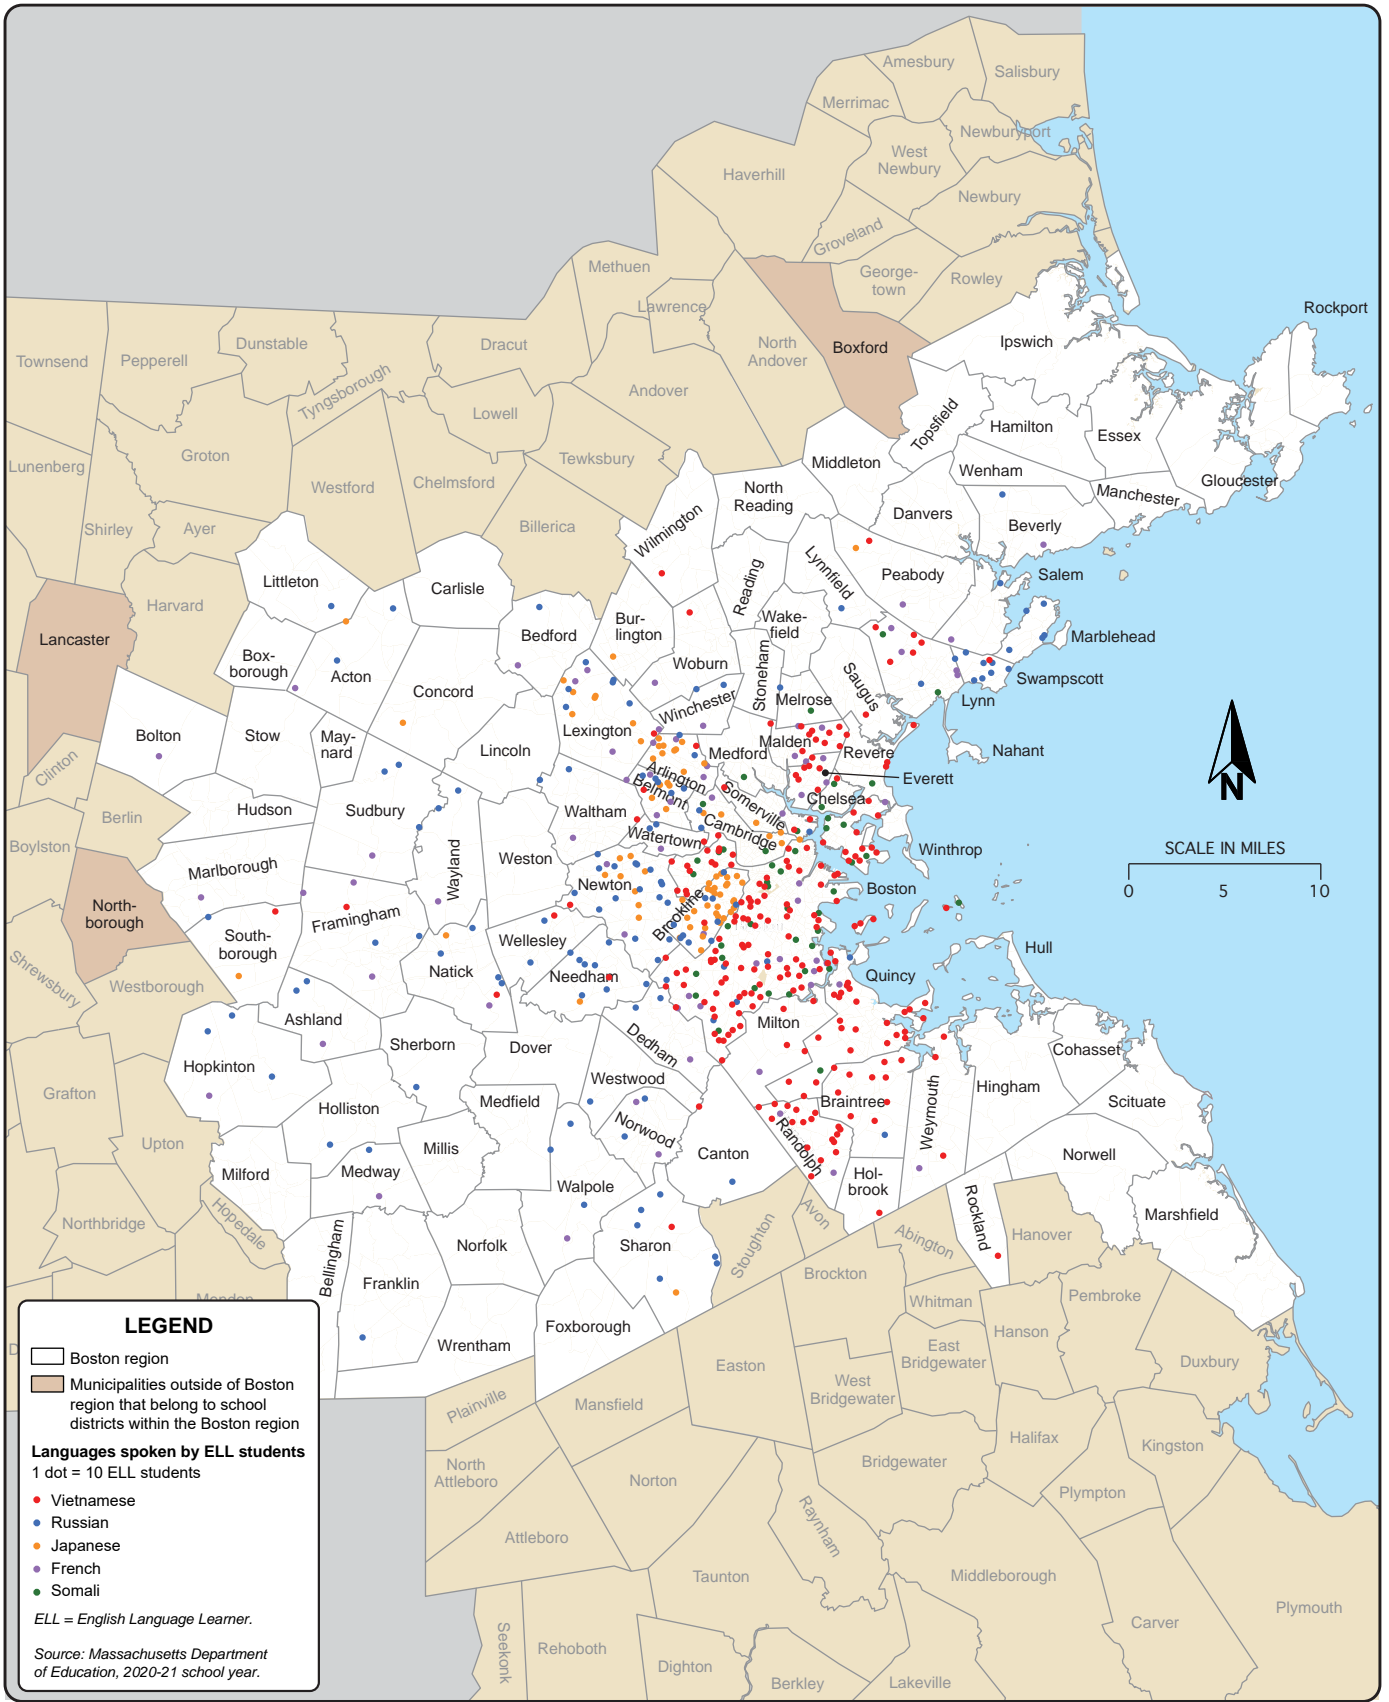 Amesbury
Salisbury
Merrimac
Newburyport
West
Newbury
Haverhill
Newbury
Groveland
Methuen
George-
town
Rowley
Lawrence
Rockport
Dunstable
Dracut
North
Andover
Boxford
Ipswich
Townsend
Pepperell
Tyngsborough
Andover
Lowell
Topsfield
Hamilton
Essex
Groton
Tewksbury
Middleton
Wenham
Lunenberg
Westford
Chelmsford
North
Reading
Manchester
Gloucester
Shirley
Ayer
Billerica
Wilmington
Danvers
Beverly
Littleton
Carlisle
Reading
Lynnfield
Peabody
Salem
Harvard
Lancaster
Bedford
Bur-
lington
Wake-
field
Marblehead
Box-
borough
Acton
Concord
Woburn
Stoneham
Saugus
Swampscott
Winchester
Melrose
Lynn
Bolton
Stow
May-
nard
Lincoln
Lexington
Medford
Malden
Revere
Nahant
Clinton
Arlington
Everett
Belmont
Somerville
Chelsea
Berlin
Hudson
Sudbury
Waltham
Cambridge
Watertown
Boylston
Winthrop
SCALE IN MILES
0
5
10
N
Marlborough
Wayland
Weston
Newton
Boston
North-
borough
Framingham
Brookline
South-
borough
Wellesley
Hull
Shrewsbury
Westborough
Natick
Needham
Quincy
Ashland
Milton
Sherborn
Dover
Dedham
Cohasset
Grafton
Hopkinton
Westwood
Hingham
Holliston
Medfield
Braintree
Weymouth
Scituate
Upton
Millis
Norwood
Canton
Randolph
Norwell
Milford
Medway
Walpole
Hol-
brook
Rockland
Marshfield
Northbridge
Hopedale
Avon
Abington
Hanover
Bellingham
Norfolk
Sharon
Stoughton
Franklin
Brockton
Mendon
Whitman
Pembroke
Foxborough
Hanson
Wrentham
East
Bridgewater
Easton
Duxbury
West
Bridgewater
Plainville
Mansfield
Halifax
Kingston
North
Attleboro
Norton
Bridgewater
Plympton
Attleboro
Raynham
Taunton
Middleborough
Plymouth
Carver
Seekonk
Rehoboth
Dighton
Berkley
Lakeville
D
LEGEND
Boston region
Municipalities outside of Boston
region that belong to school
districts within the Boston region
Languages spoken by ELL students
1 dot = 10 ELL students
Vietnamese
Russian
Japanese
French
Somali
ELL = English Language Learner.
Source: Massachusetts Department
of Education, 2020-21 school year.